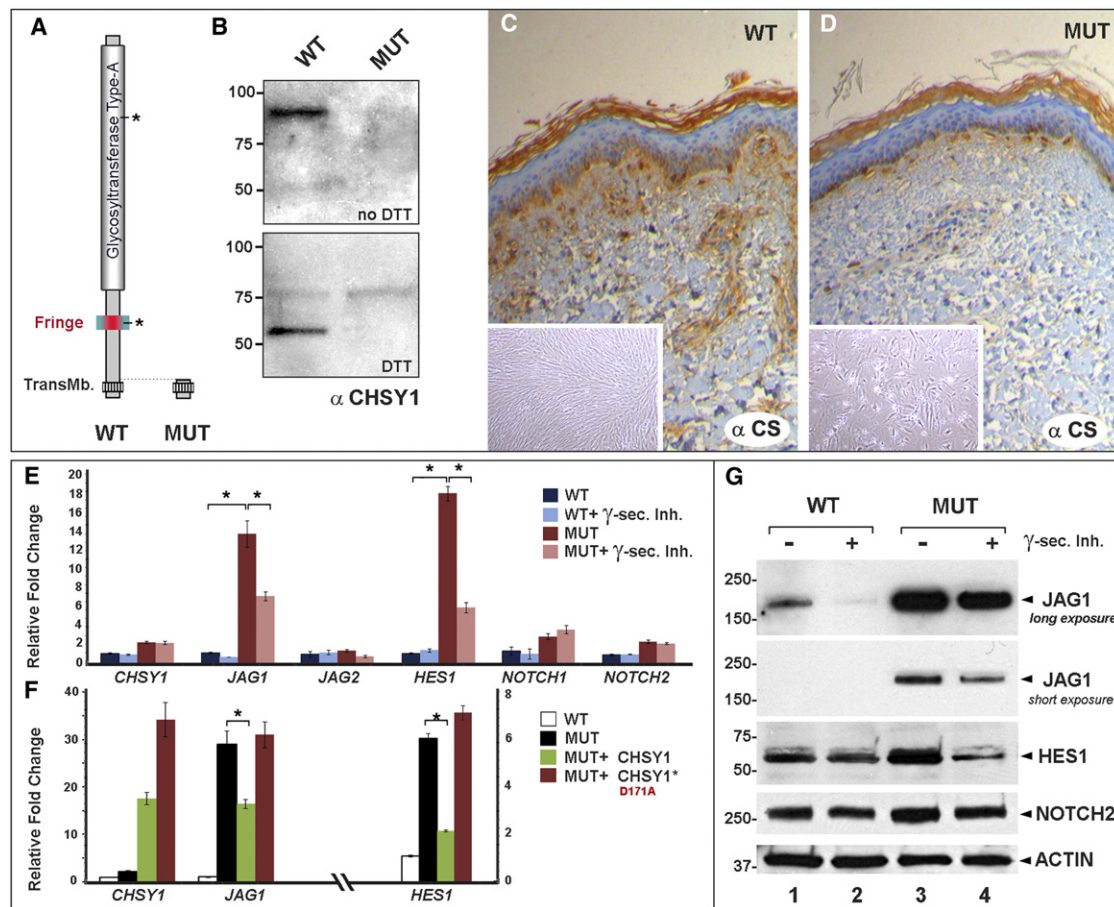 A
Glycosyltransferase Type-A
*
Fringe
*
TransMb.
WT
MUT
B
WT
MUT
100
75
50
no DTT
100
75
50
DTT
α CHSY1
C
WT
α CS
D
MUT
α CS
E
Relative Fold Change
20
18
16
14
12
10
8
6
4
2
0
* *
* *
WT
WT+ γ-sec. Inh.
MUT
MUT+ γ-sec. Inh.
CHSY1 JAG1 JAG2 HES1 NOTCH1 NOTCH2
F
Relative Fold Change
40
30
20
10
0
*
*
8
6
4
2
0
WT
MUT
MUT+ CHSY1
MUT+ CHSY1*
D171A
CHSY1 JAG1 HES1
G
WT MUT
- + - + γ-sec. Inh.
250-
150-
JAG1
long exposure
250-
150-
JAG1
short exposure
75-
50-
HES1
250-
NOTCH2
37-
ACTIN
1 2 3 4